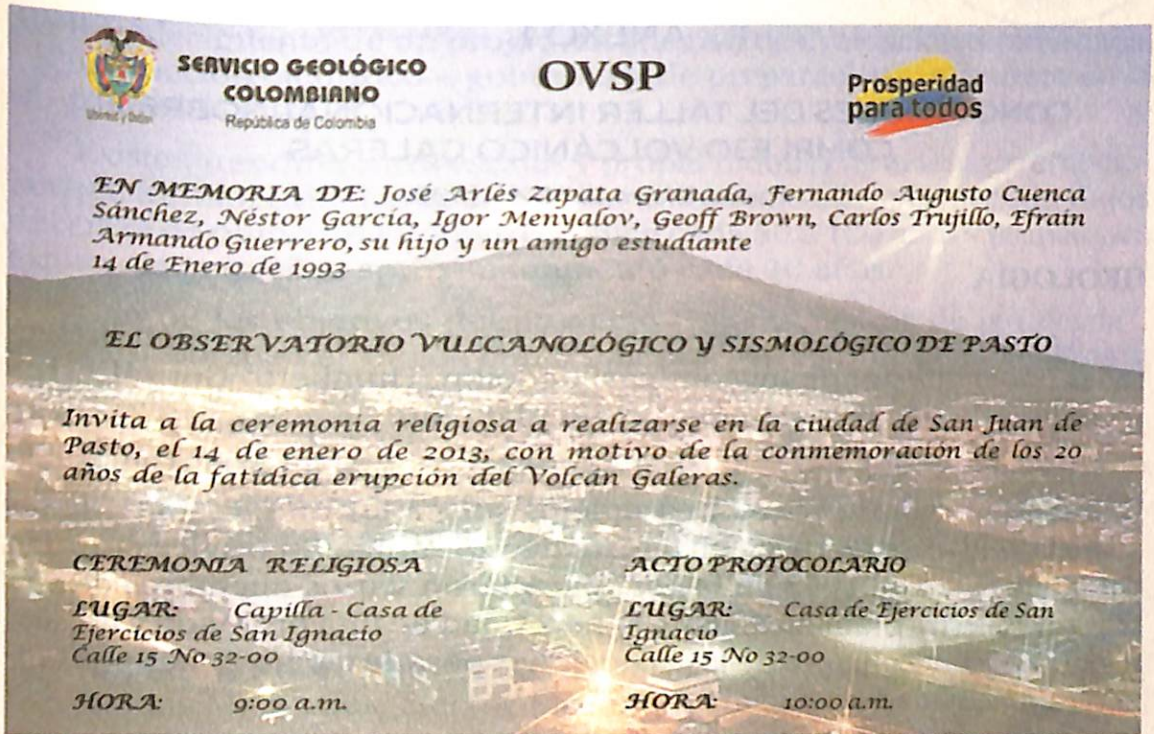 SERVICIO GEOLÓGICO
COLOMBIANO
República de Colombia
OVSP
Prosperidad
para todos
EN MEMORIA DE: José Arlés Zapata Granada, Fernando Augusto Cuenca
Sánchez, Néstor García, Igor Menyalov, Geoff Brown, Carlos Trujillo, Efraín
Armando Guerrero, su hijo y un amigo estudiante
14 de Enero de 1993
EL OBSERVATORIO VULCANOLÓGICO Y SISMOLÓGICO DE PASTO
Invita a la ceremonia religiosa a realizarse en la ciudad de San Juan de
Pasto, el 14 de enero de 2013, con motivo de la conmemoración de los 20
años de la fatídica erupción del Volcán Galeras.
CEREMONIA RELIGIOSA
LUGAR: Capilla - Casa de
Ejercicios de San Ignacio
Calle 15 No 32-00
HORA: 9:00 a.m.
ACTO PROTOCOLARIO
LUGAR: Casa de Ejercicios de San
Ignacio
Calle 15 No 32-00
HORA: 10:00 a.m.